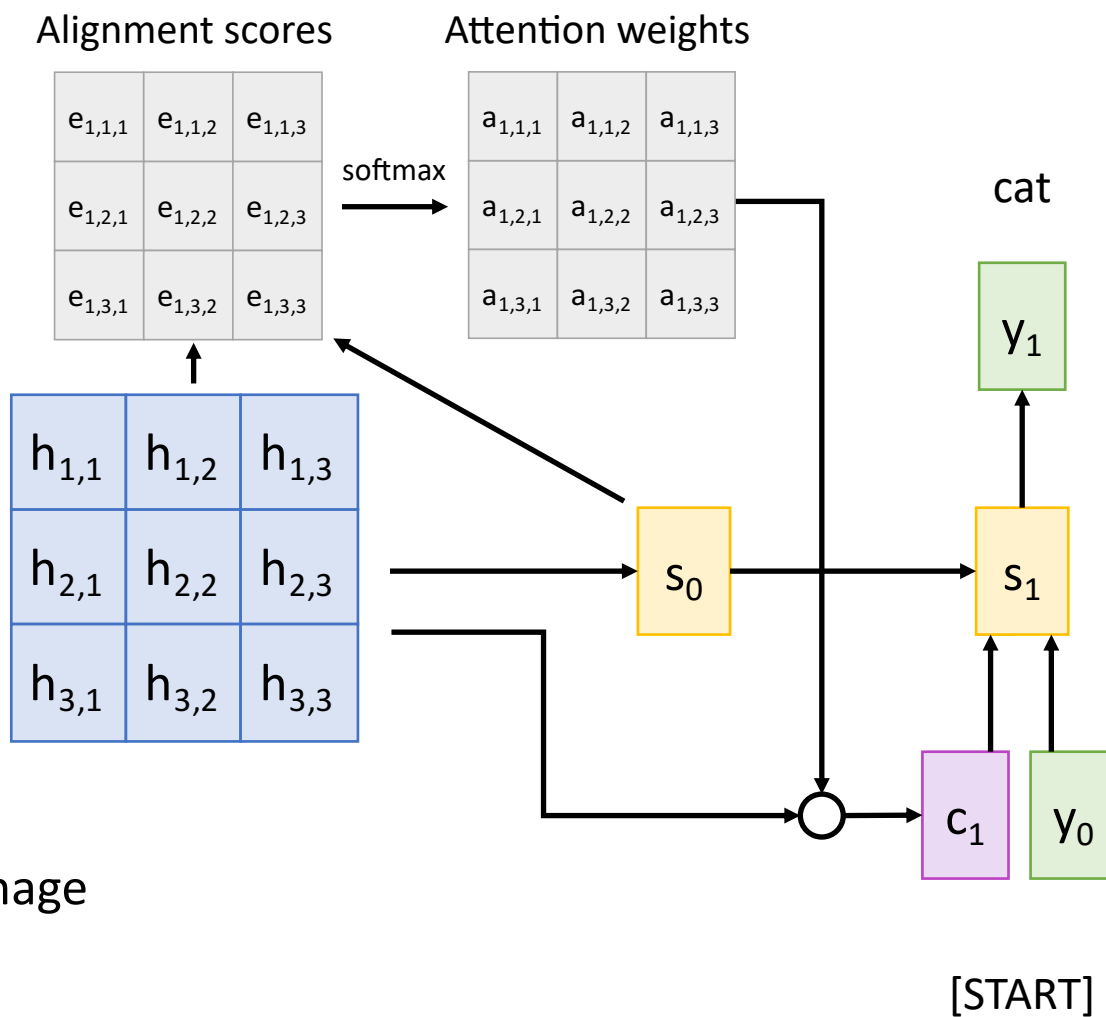 Alignment scores
Attention weights
e1,1,1 e1,1,2 e1,1,3
e1,2,1 e1,2,2 e1,2,3
e1,3,1 e1,3,2 e1,3,3
softmax
a1,1,1 a1,1,2 a1,1,3
a1,2,1 a1,2,2 a1,2,3
a1,3,1 a1,3,2 a1,3,3
cat
y1
h1,1 h1,2 h1,3
h2,1 h2,2 h2,3
h3,1 h3,2 h3,3
s0
s1
c1
y0
[START]